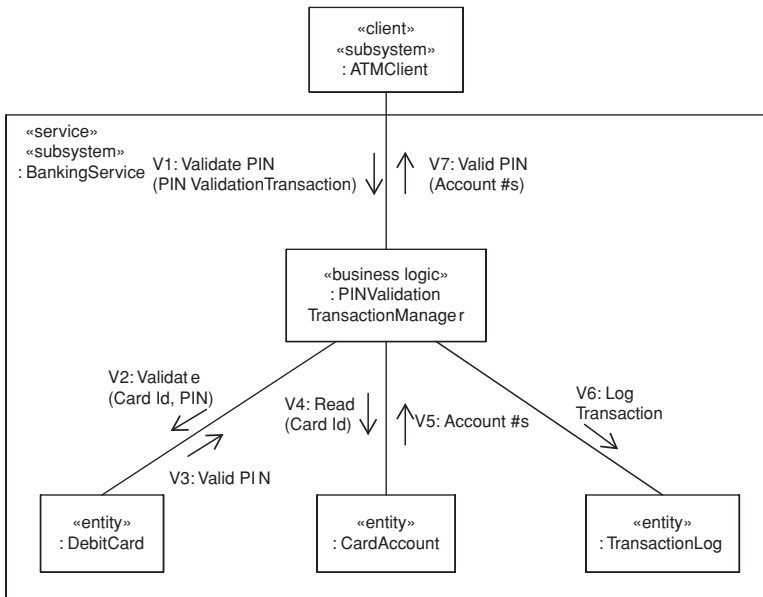 «client»
«subsystem»
: ATMClient
«service»
«subsystem»
: BankingService
V1: Validate PIN
(PIN ValidationTransaction)
V7: Valid PIN
(Account #s)
«business logic»
: PINValidation
TransactionManager
V2: Validate
(Card Id, PIN)
V3: Valid PIN
V4: Read
(Card Id)
V5: Account #s
V6: Log
Transaction
«entity»
: DebitCard
«entity»
: CardAccount
«entity»
: TransactionLog